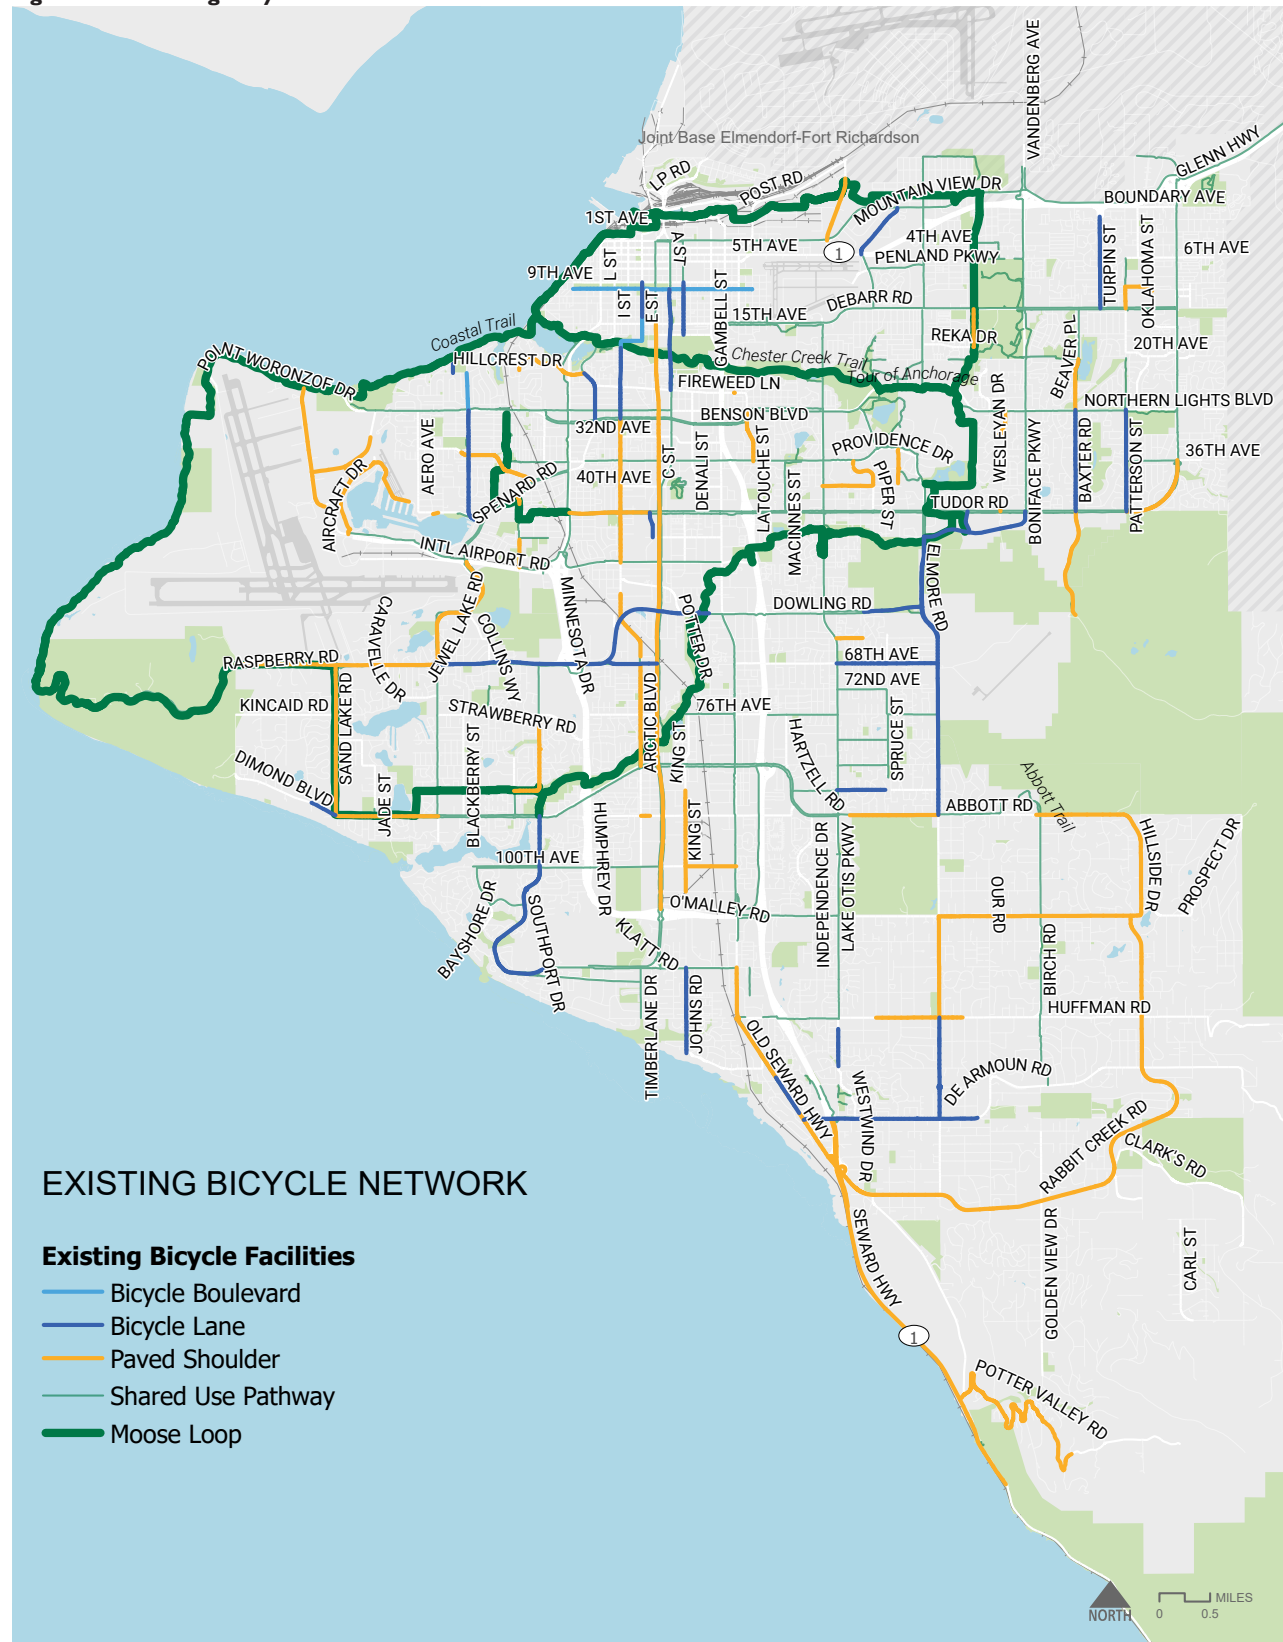 VANDENBERG AVE
Joint Base Elmendorf-Fort Richardson
GLENN HWY
LP RD
POST RD
MOUNTAIN VIEW DR
BOUNDARY AVE
1ST AVE
A ST
5TH AVE
1
4TH AVE
6TH AVE
L ST
PENLAND PKWY
TURPIN ST
OKLAHOMA ST
9TH AVE
I ST
E ST
GAMBELL ST
DEBARR RD
15TH AVE
Coastal Trail
REKA DR
BEAVER PL
20TH AVE
POINT WORONZOF DR
HILLCREST DR
Chester Creek Trail
Tour of Anchorage
FIREWEED LN
WESLEYAN DR
NORTHERN LIGHTS BLVD
BENSON BLVD
32ND AVE
AERO AVE
C ST
DENALI ST
LATOUCHE ST
PROVIDENCE DR
BONIFACE PKWY
BAXTER RD
PATTERSON ST
36TH AVE
AIRCRAFT DR
SPENARD RD
40TH AVE
MACINNES ST
PIPER ST
TUDOR RD
INTL AIRPORT RD
ELMORE RD
CARAVELLE DR
JEWEL LAKE RD
COLLINS WY
MINNESOTA DR
POTTER DR
DOWLING RD
RASPBERRY RD
68TH AVE
72ND AVE
KINCAID RD
SAND LAKE RD
STRAWBERRY RD
ARCTIC BLVD
76TH AVE
KING ST
HARTZELL RD
SPRUCE ST
DIMOND BLVD
JADE ST
BLACKBERRY ST
HUMPHREY DR
KING ST
ABBOTT RD
Abbott Trail
HILLSIDE DR
PROSPECT DR
100TH AVE
INDEPENDENCE DR
LAKE OTIS PKWY
BAYSHORE DR
SOUTHPORT DR
O'MALLEY RD
OUR RD
KLATT RD
BIRCH RD
TIMBERLANE DR
JOHNS RD
HUFFMAN RD
OLD SEWARD HWY
WESTWIND DR
DE ARMOUN RD
RABBIT CREEK RD
CLARK'S RD
EXISTING BICYCLE NETWORK
SEWARD HWY
GOLDEN VIEW DR
CARL ST
Existing Bicycle Facilities
Bicycle Boulevard
Bicycle Lane
1
Paved Shoulder
POTTER VALLEY RD
Shared Use Pathway
Moose Loop
NORTH
MILES
0 0.5